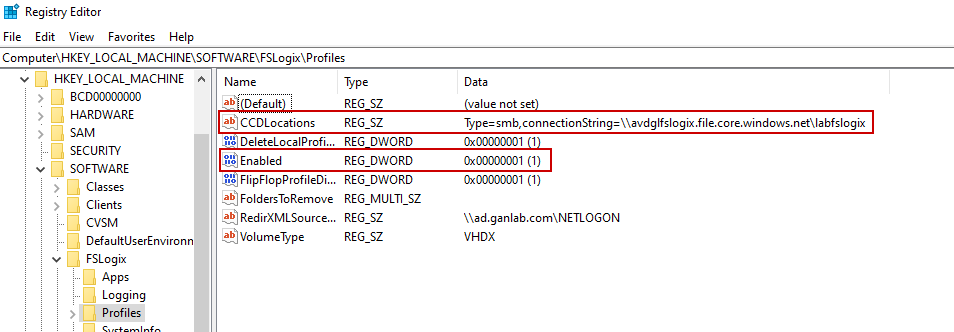 Registry Editor
File Edit View Favorites Help
Computer\HKEY_LOCAL_MACHINE\SOFTWARE\FSLogix\Profiles
HKEY_LOCAL_MACHINE
BCD00000000
HARDWARE
SAM
SECURITY
SOFTWARE
Classes
Clients
CVSM
DefaultUserEnvironm
FSLogix
Apps
Logging
Profiles
SystemInfo
Name Type Data
(Default) REG_SZ (value not set)
CCDLocations REG_SZ Type=smb,connectionString=\\avdglfslogix.file.core.windows.net\labfslogix
DeleteLocalProfi... REG_DWORD 0x00000001 (1)
Enabled REG_DWORD 0x00000001 (1)
FlipFlopProfileDi... REG_DWORD 0x00000001 (1)
FoldersToRemove REG_MULTI_SZ
RedirXMLSource... REG_SZ \\ad.ganlab.com\NETLOGON
VolumeType REG_SZ VHDX